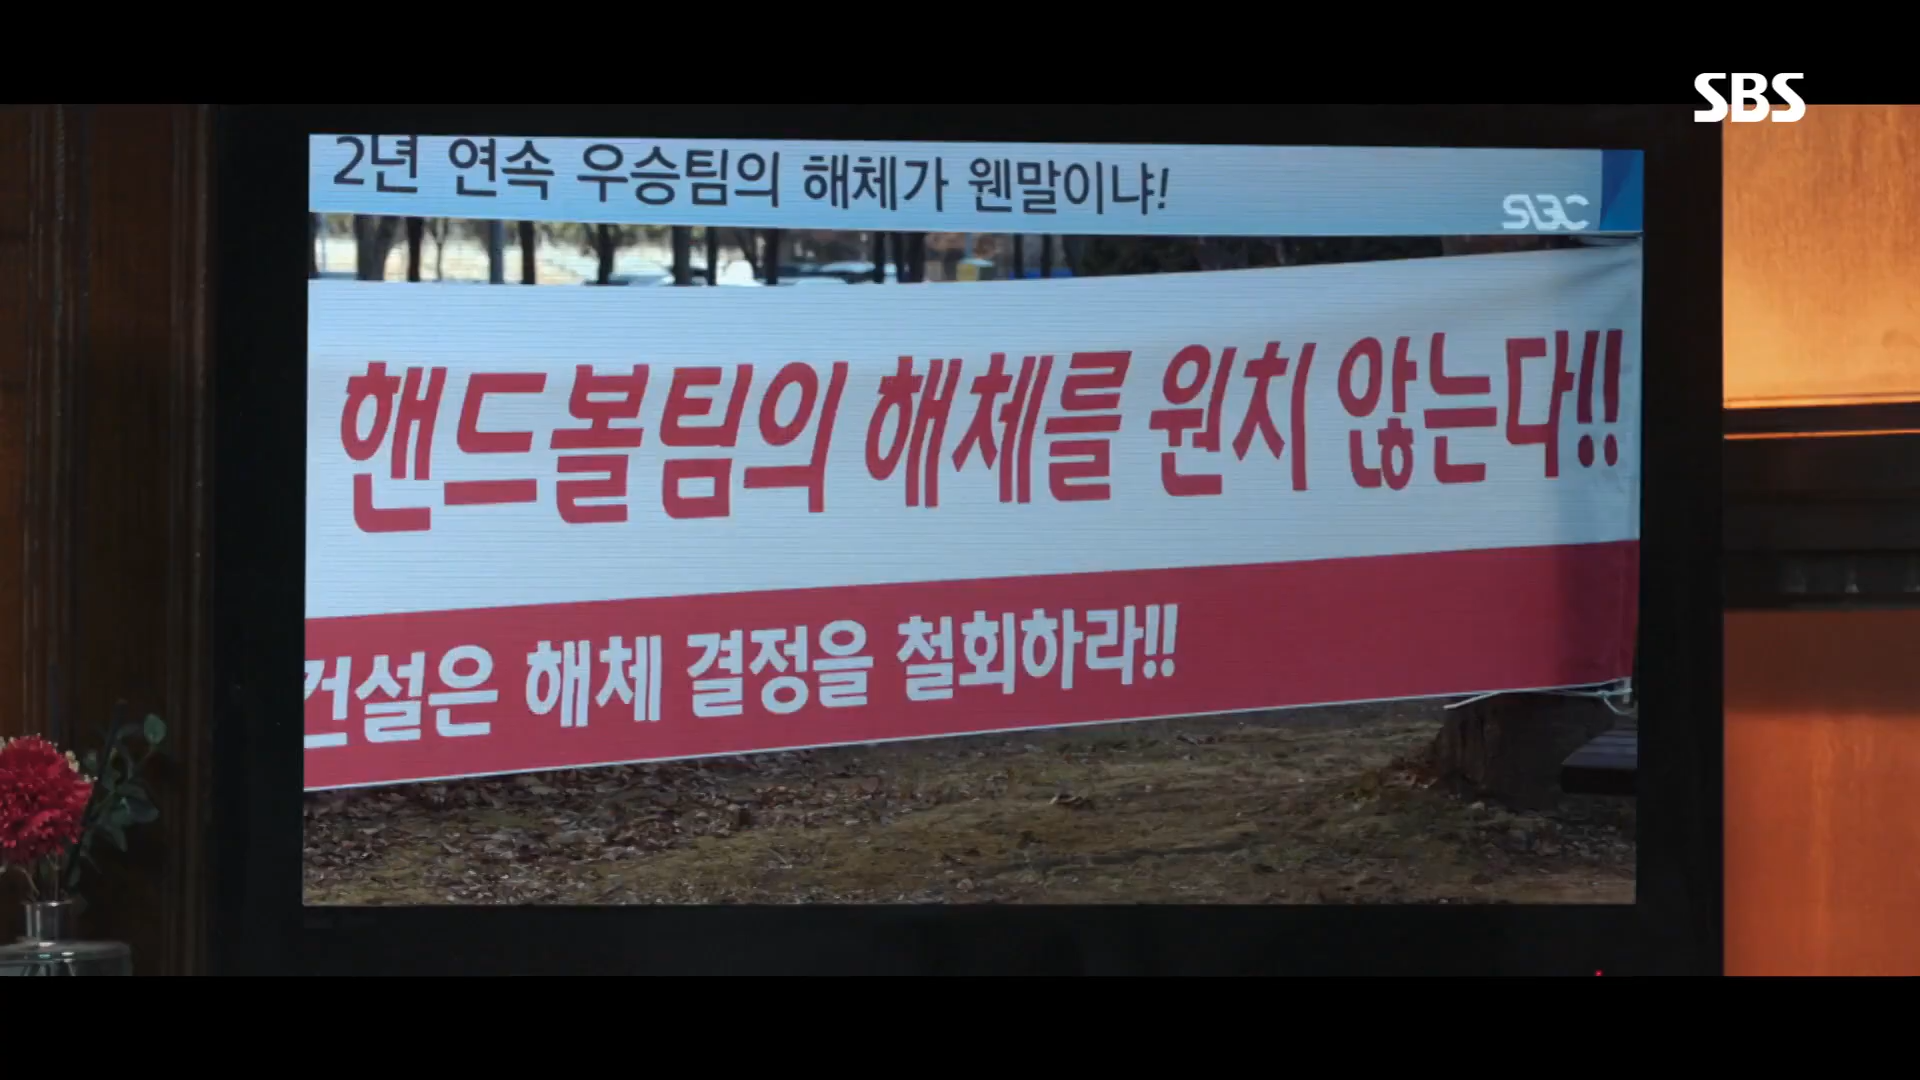 SBS
2년 연속 우승팀의 해체가 웬말이냐!
SBC
핸드볼팀의 해체를 원치 않는다!!
건설은 해체 결정을 철회하라!!